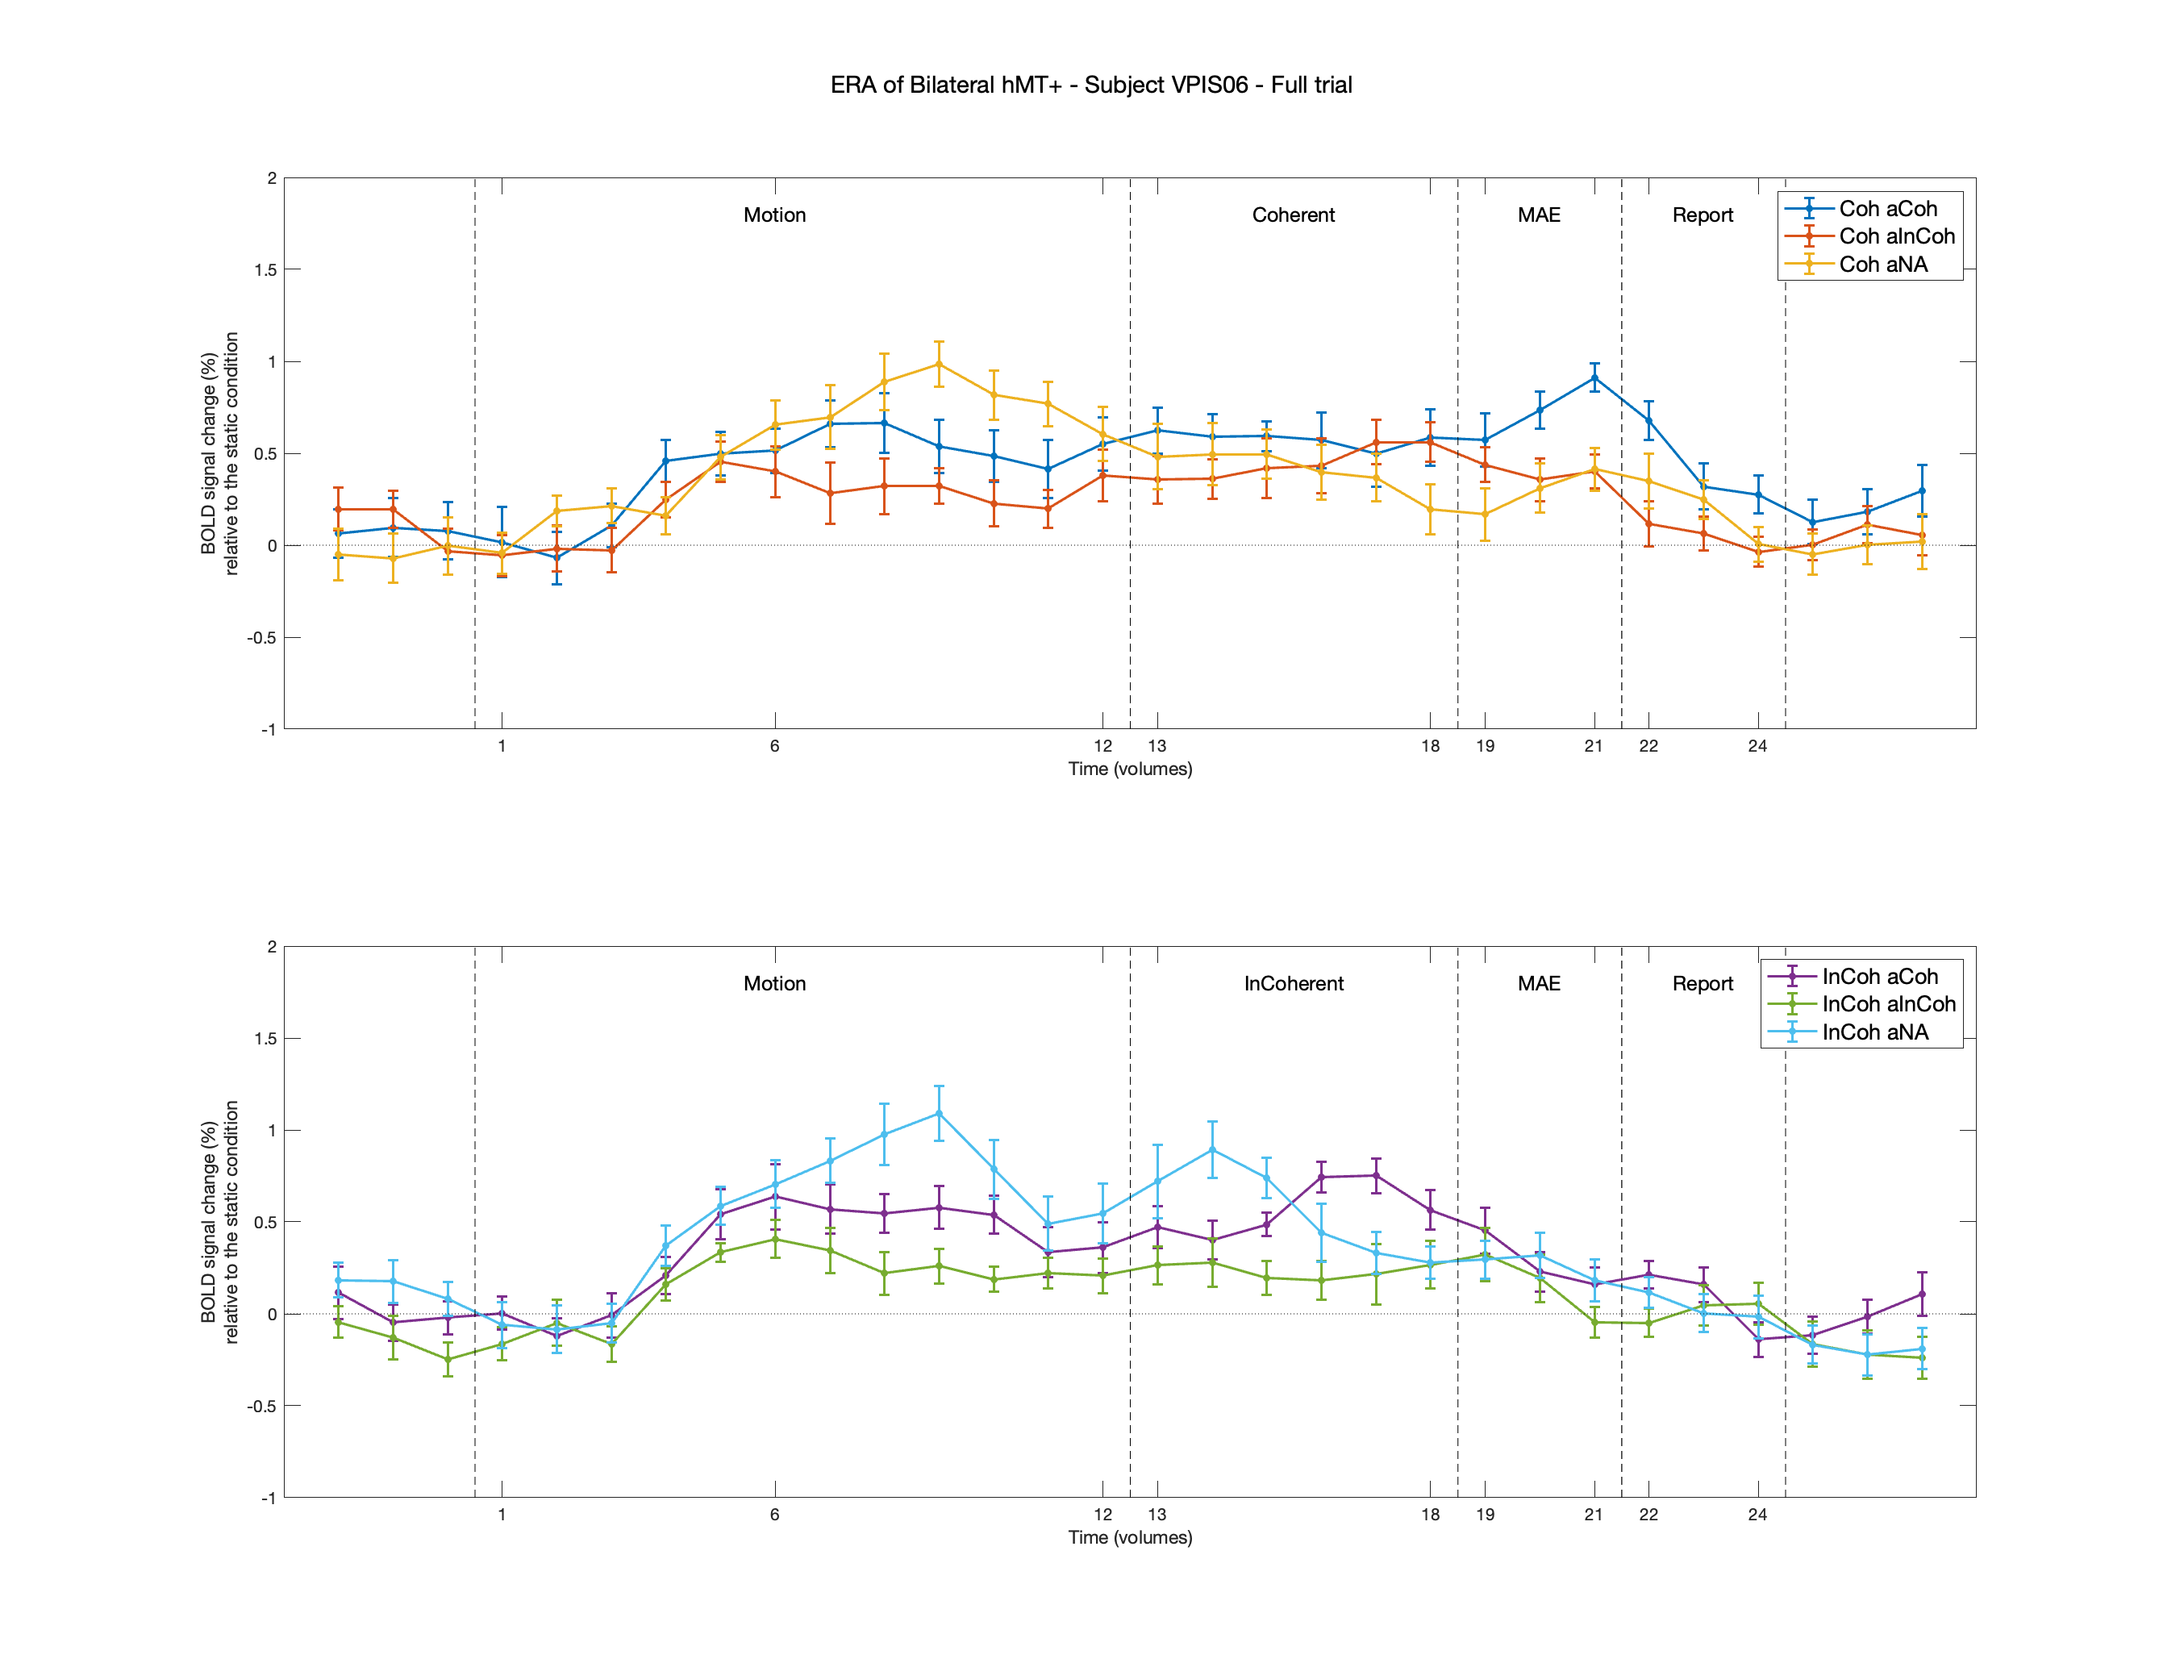 ERA of Bilateral hMT+ - Subject VPIS06 - Full trial
2
1.5
1
0.5
0
-0.5
-1
BOLD signal change (%)
relative to the static condition
Motion
Coherent
MAE
Report
Coh aCoh
Coh aInCoh
Coh aNA
1 6 12 13 18 19 21 22 24
Time (volumes)
2
1.5
1
0.5
0
-0.5
-1
BOLD signal change (%)
relative to the static condition
Motion
InCoherent
MAE
Report
InCoh aCoh
InCoh aInCoh
InCoh aNA
1 6 12 13 18 19 21 22 24
Time (volumes)